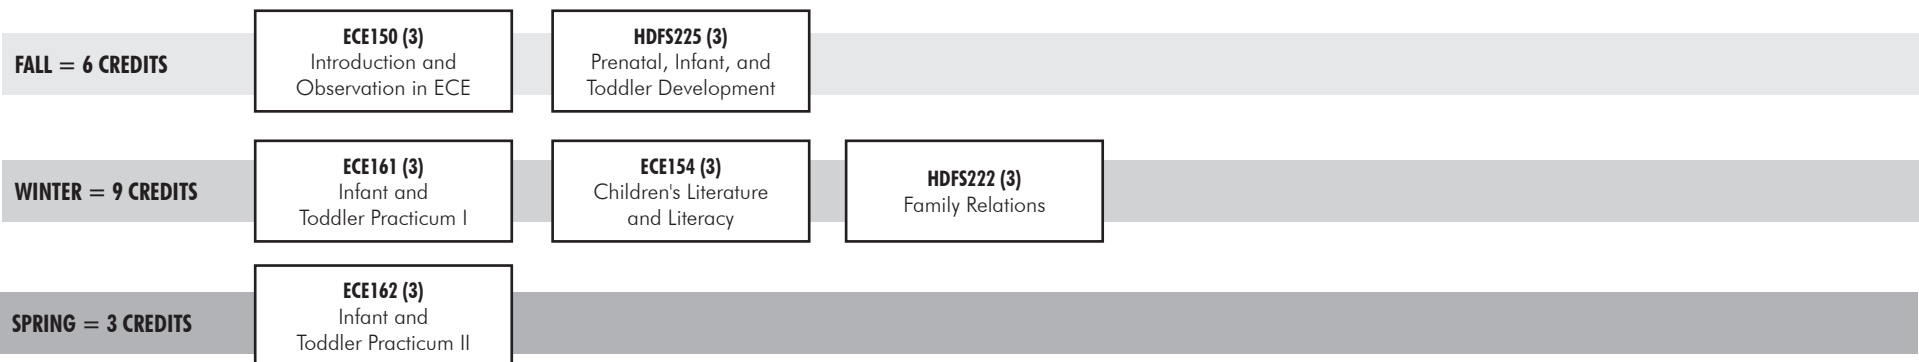 FALL = 6 CREDITS
ECE150 (3)
Introduction and
Observation in ECE
HDFS225 (3)
Prenatal, Infant, and
Toddler Development
WINTER = 9 CREDITS
ECE161 (3)
Infant and
Toddler Practicum I
ECE154 (3)
Children's Literature
and Literacy
HDFS222 (3)
Family Relations
SPRING = 3 CREDITS
ECE162 (3)
Infant and
Toddler Practicum II